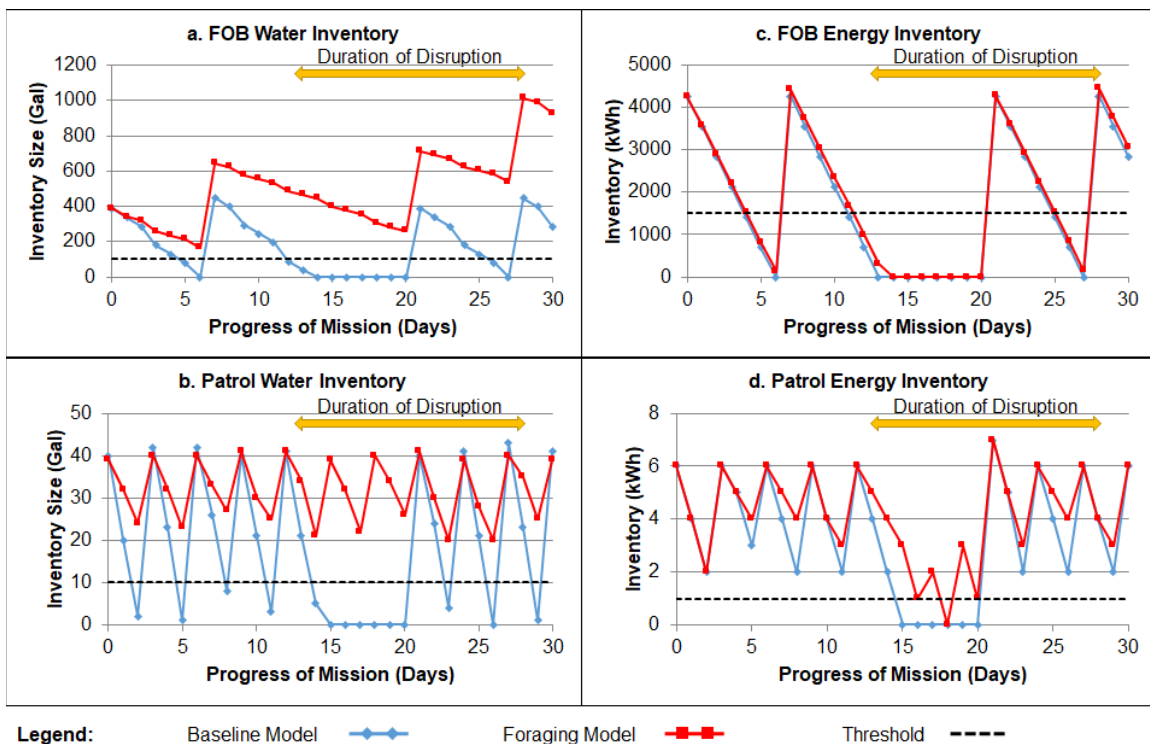 a. FOB Water Inventory
Duration of Disruption
Inventory Size (Gal)
1200
1000
800
600
400
200
0
0 5 10 15 20 25 30
Progress of Mission (Days)
c. FOB Energy Inventory
Duration of Disruption
Inventory (kWh)
5000
4000
3000
2000
1000
0
0 5 10 15 20 25 30
Progress of Mission (Days)
b. Patrol Water Inventory
Duration of Disruption
Inventory Size (Gal)
50
40
30
20
10
0
0 5 10 15 20 25 30
Progress of Mission (Days)
d. Patrol Energy Inventory
Duration of Disruption
Inventory (kWh)
8
6
4
2
0
0 5 10 15 20 25 30
Progress of Mission (Days)
Legend: Baseline Model Foraging Model Threshold